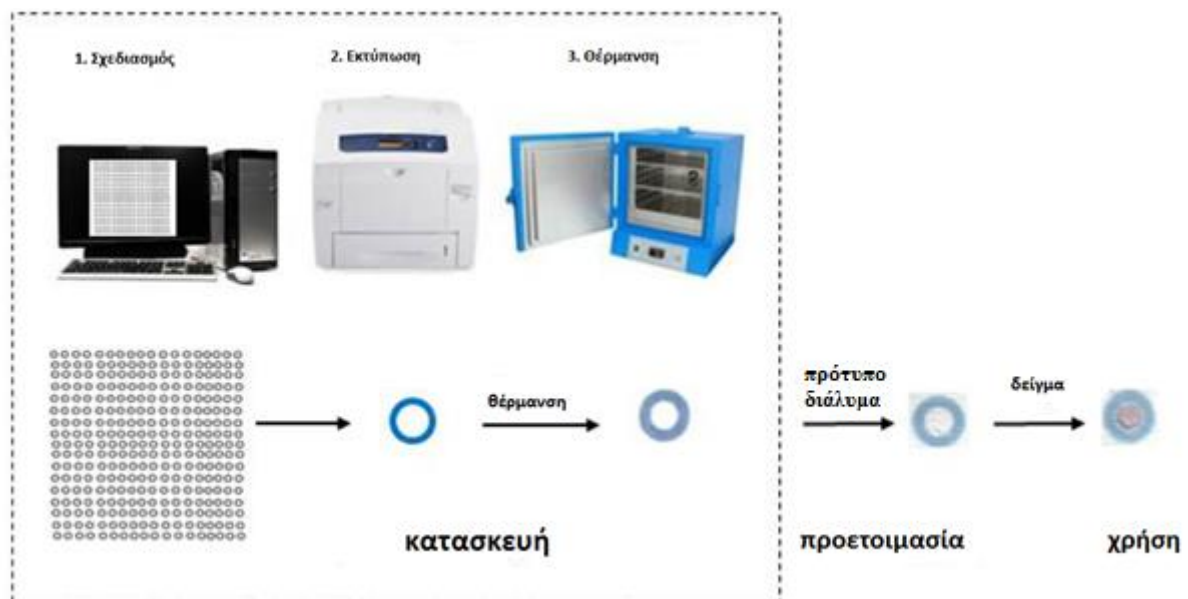 1. Σχεδιασμός
2. Εκτύπωση
3. Θέρμανση
θέρμανση
πρότυπο
διάλυμα
δείγμα
κατασκευή
προετοιμασία
χρήση